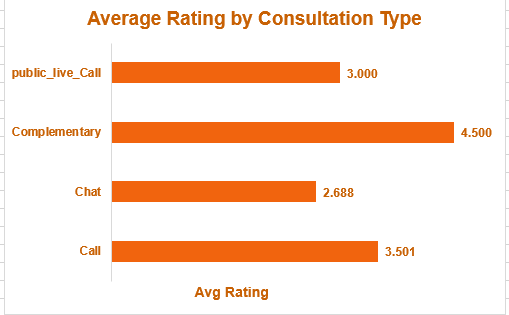 Average Rating by Consultation Type
public_live_Call
3.000
Complementary
4.500
Chat
2.688
Call
3.501
Avg Rating